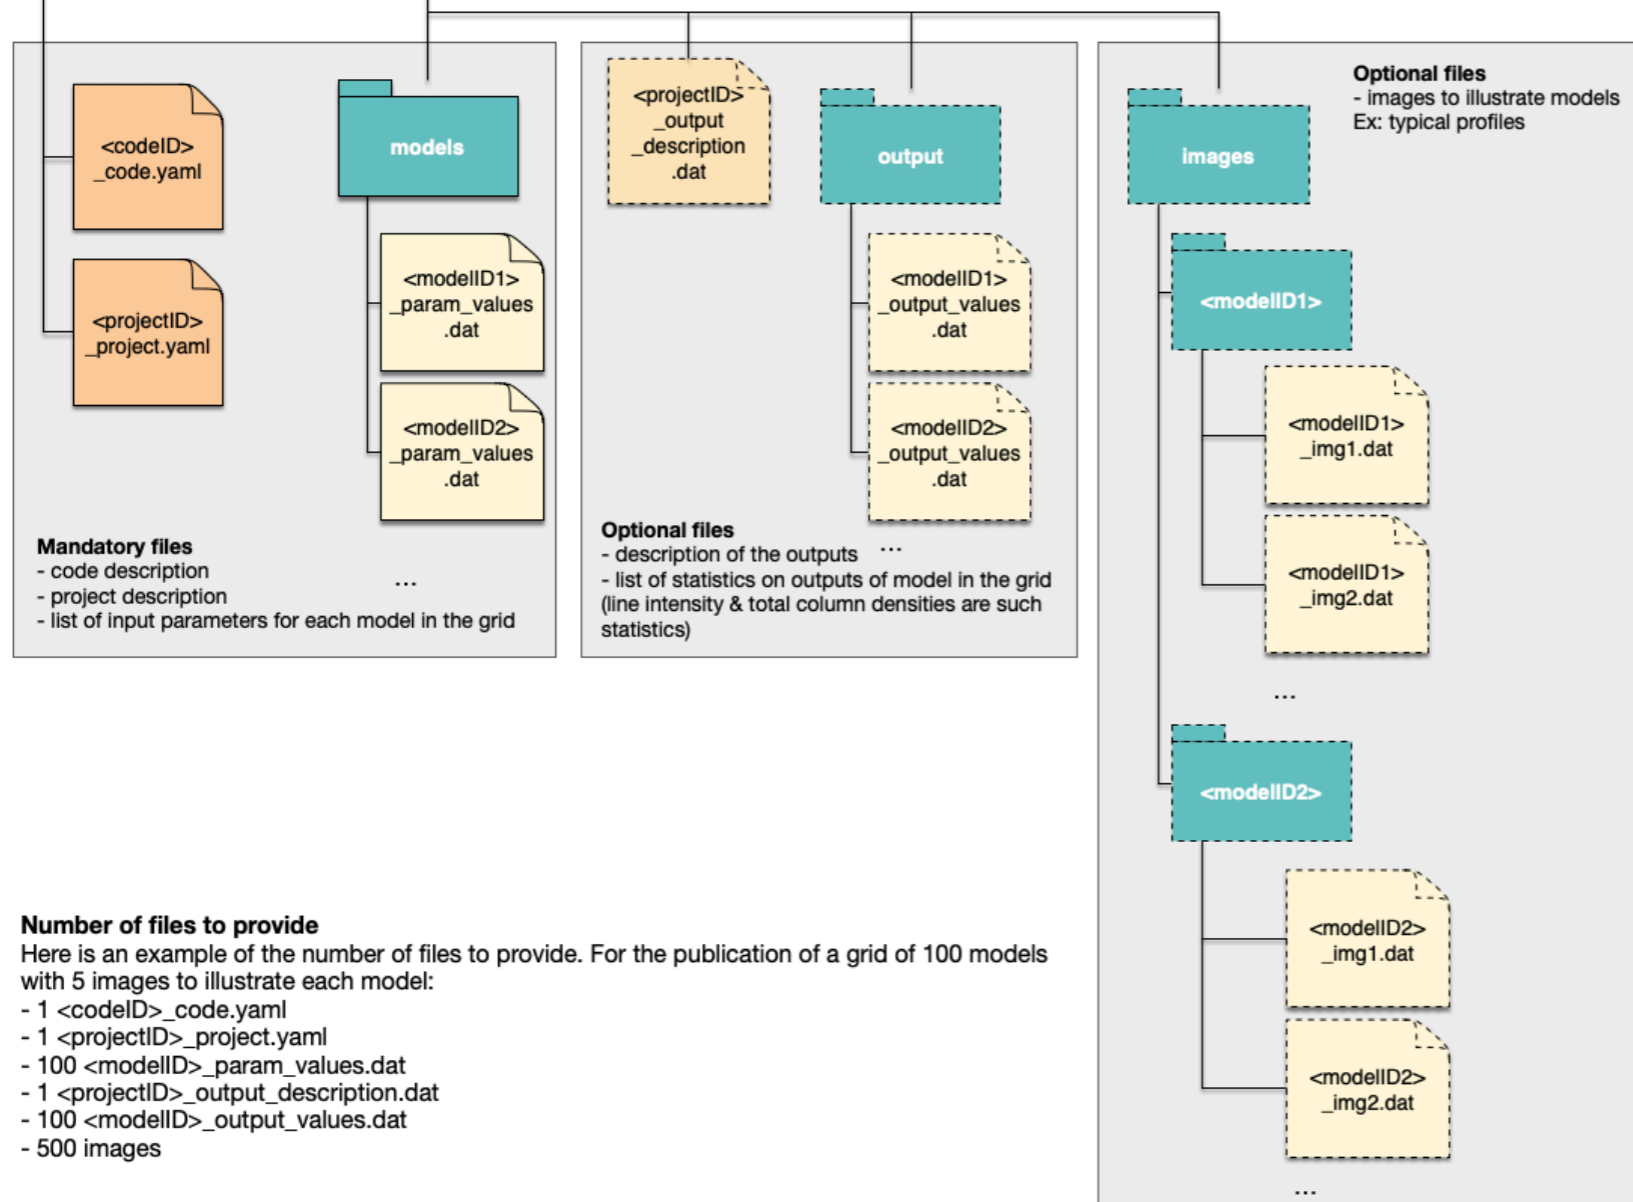 <codeID>
_code.yaml
<projectID>
_project.yaml
models
<modelID1>
_param_values
.dat
<modelID2>
_param_values
.dat
...
Mandatory files
- code description
- project description
- list of input parameters for each model in the grid
<projectID>
_output
_description
.dat
output
<modelID1>
_output_values
.dat
<modelID2>
_output_values
.dat
...
Optional files
- description of the outputs
- list of statistics on outputs of model in the grid
(line intensity & total column densities are such
statistics)
Optional files
- images to illustrate models
Ex: typical profiles
images
<modelID1>
<modelID1>
_img1.dat
<modelID1>
_img2.dat
...
<modelID2>
<modelID2>
_img1.dat
<modelID2>
_img2.dat
...
Number of files to provide
Here is an example of the number of files to provide. For the publication of a grid of 100 models
with 5 images to illustrate each model:
- 1 <codeID>_code.yaml
- 1 <projectID>_project.yaml
- 100 <modelID>_param_values.dat
- 1 <projectID>_output_description.dat
- 100 <modelID>_output_values.dat
- 500 images